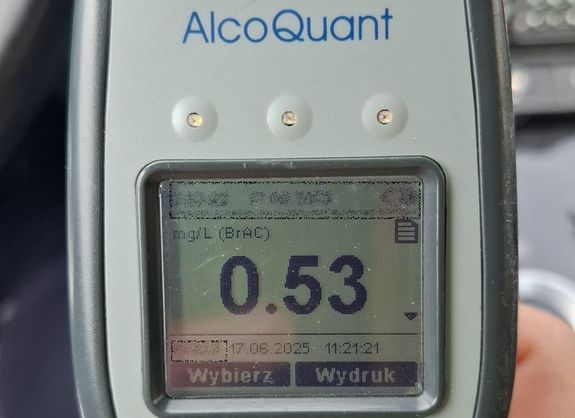 AlcoQuant
mg/L (BrAC)
0.53
17.06.2025 11:21:21
Wybierz Wydruk